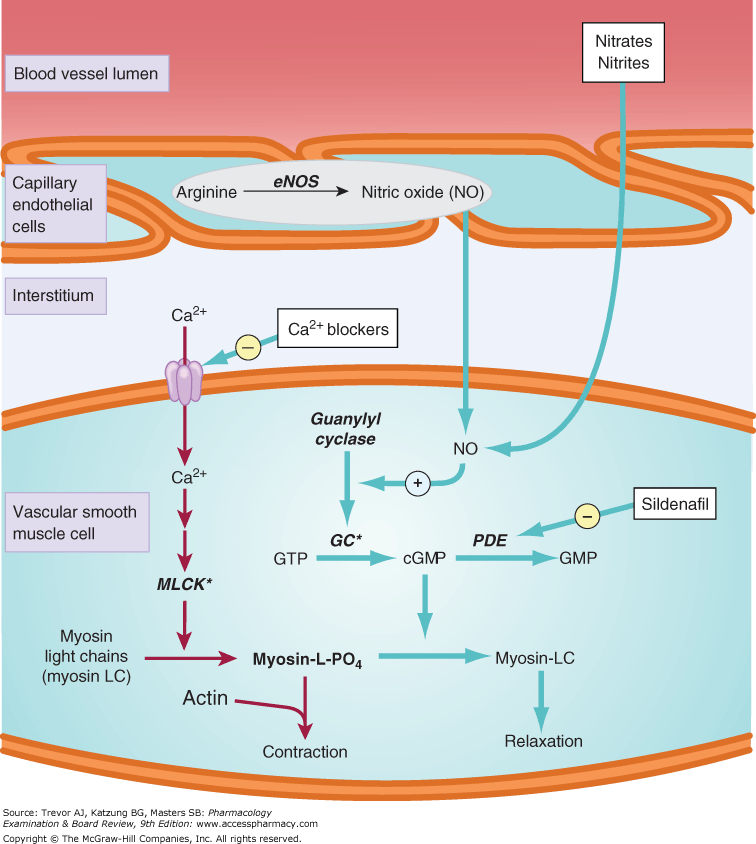 Nitrates
Nitrites
Blood vessel lumen
Capillary
endothelial
cells
Arginine
eNOS
Nitric oxide (NO)
Interstitium
Ca²⁺
Ca²⁺ blockers
−
Guanylyl
cyclase
NO
Ca²⁺
+
Vascular smooth
muscle cell
−
Sildenafil
GTP
GC*
cGMP
PDE
GMP
MLCK*
Myosin
light chains
(myosin LC)
Myosin-L-PO₄
Myosin-LC
Actin
Contraction
Relaxation
Source: Trevor AJ, Katzung BG, Masters SB: Pharmacology
Examination & Board Review, 9th Edition: www.accesspharmacy.com
Copyright © The McGraw-Hill Companies, Inc. All rights reserved.